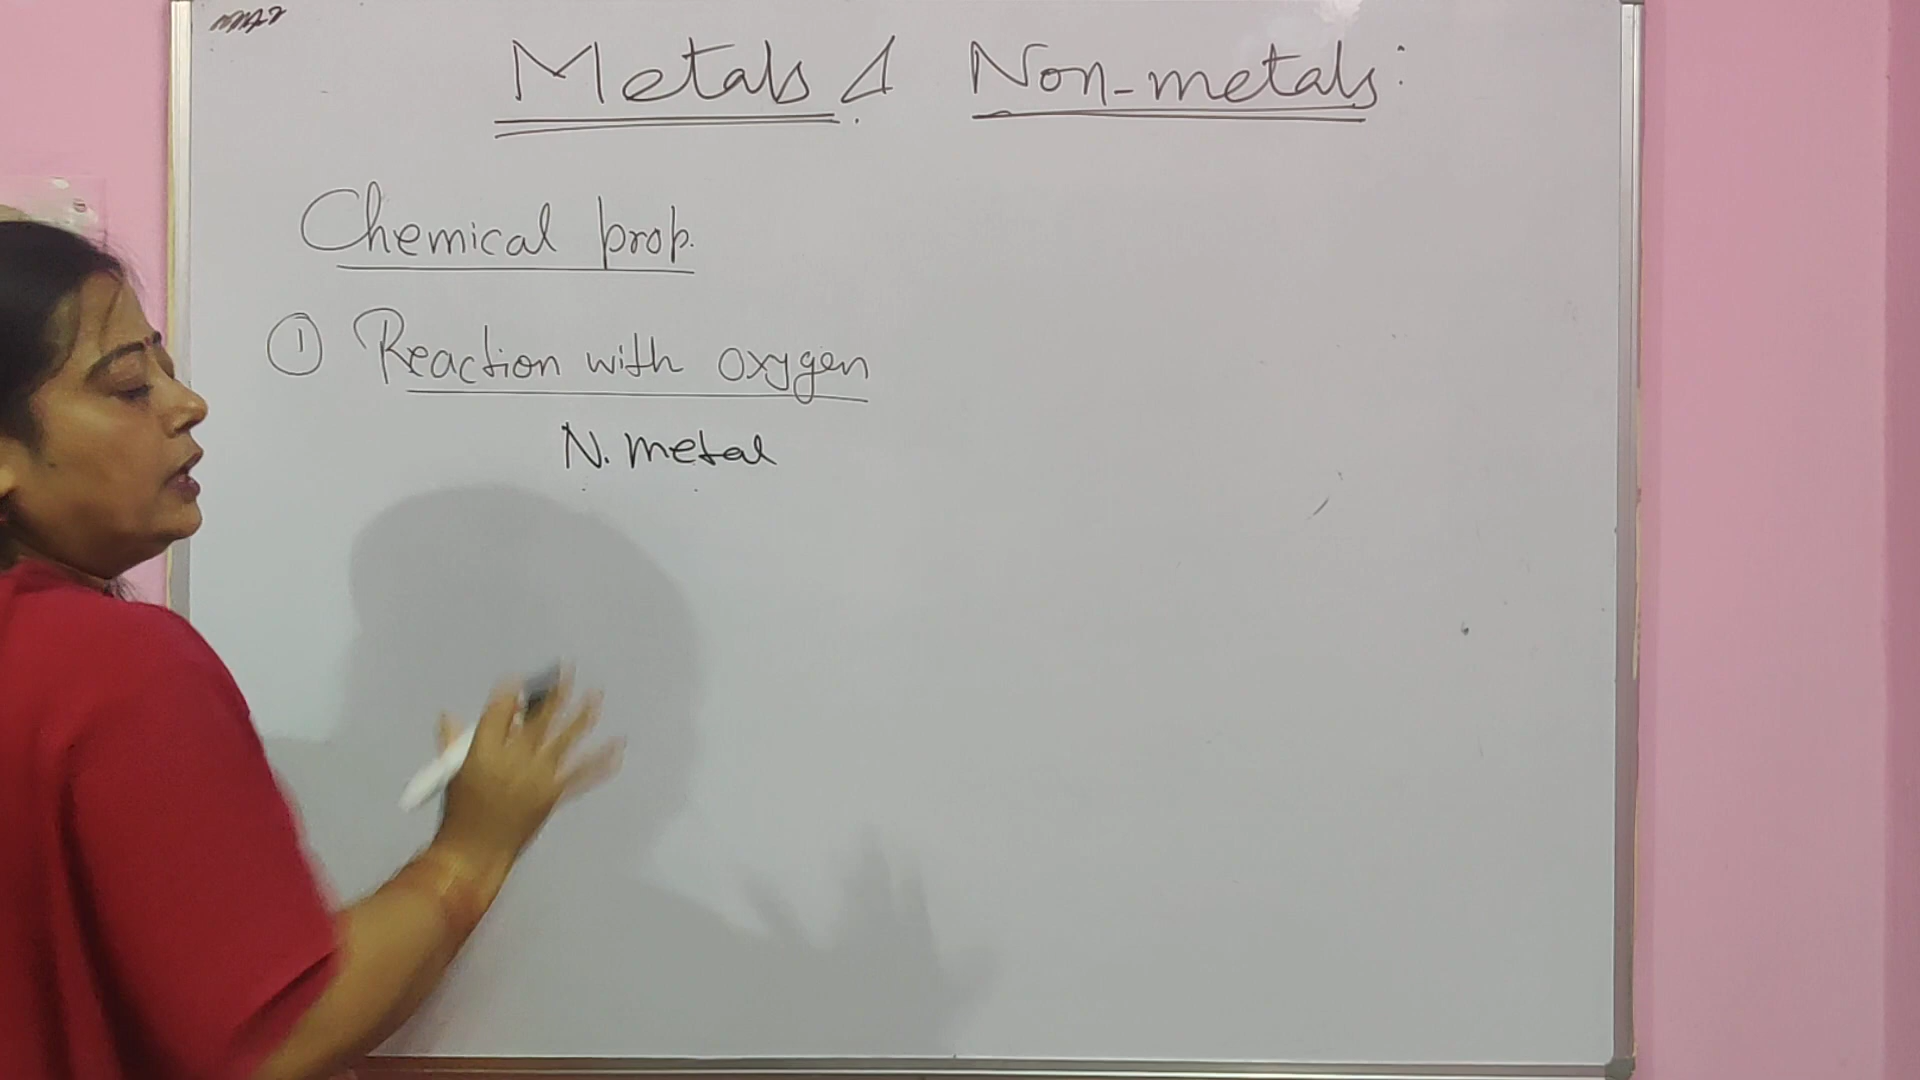 Metals & Non-metals:
Chemical prop.
① Reaction with oxygen
N. metal